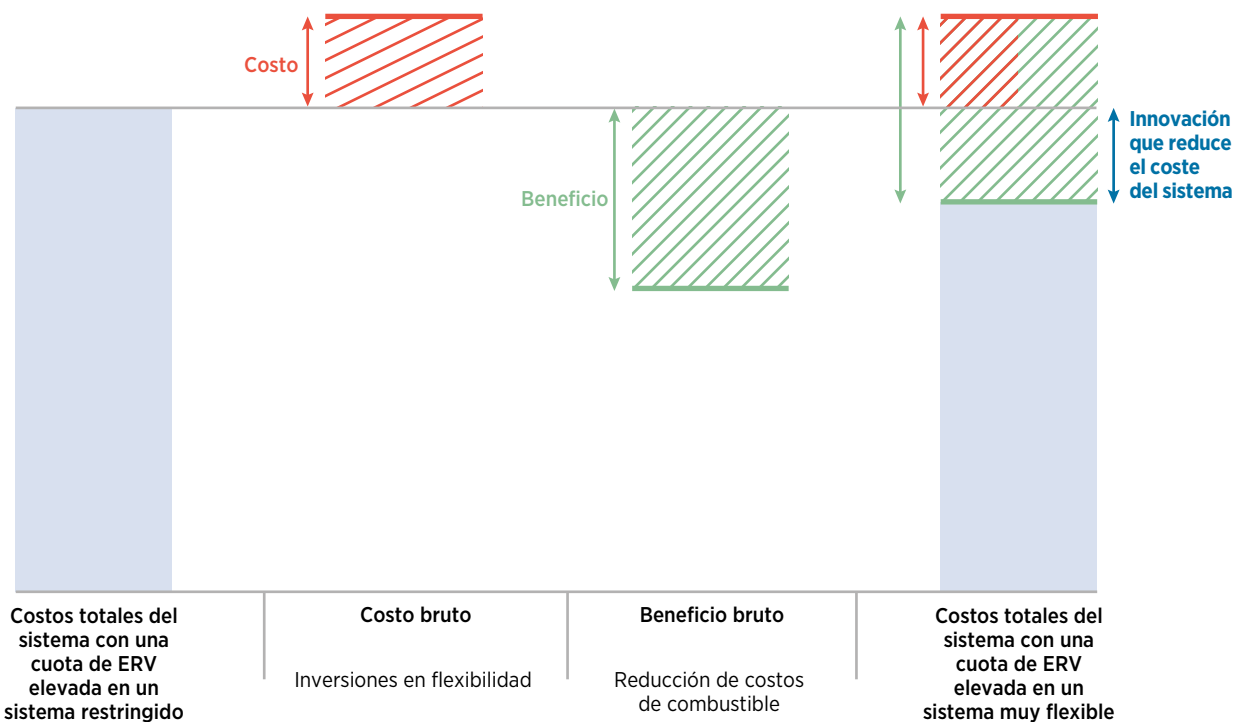 Costo
Beneficio
Innovación
que reduce
el coste
del sistema
Costos totales del
sistema con una
cuota de ERV
elevada en un
sistema restringido
Costo bruto
Inversiones en flexibilidad
Beneficio bruto
Reducción de costos
de combustible
Costos totales del
sistema con una
cuota de ERV
elevada en un
sistema muy flexible